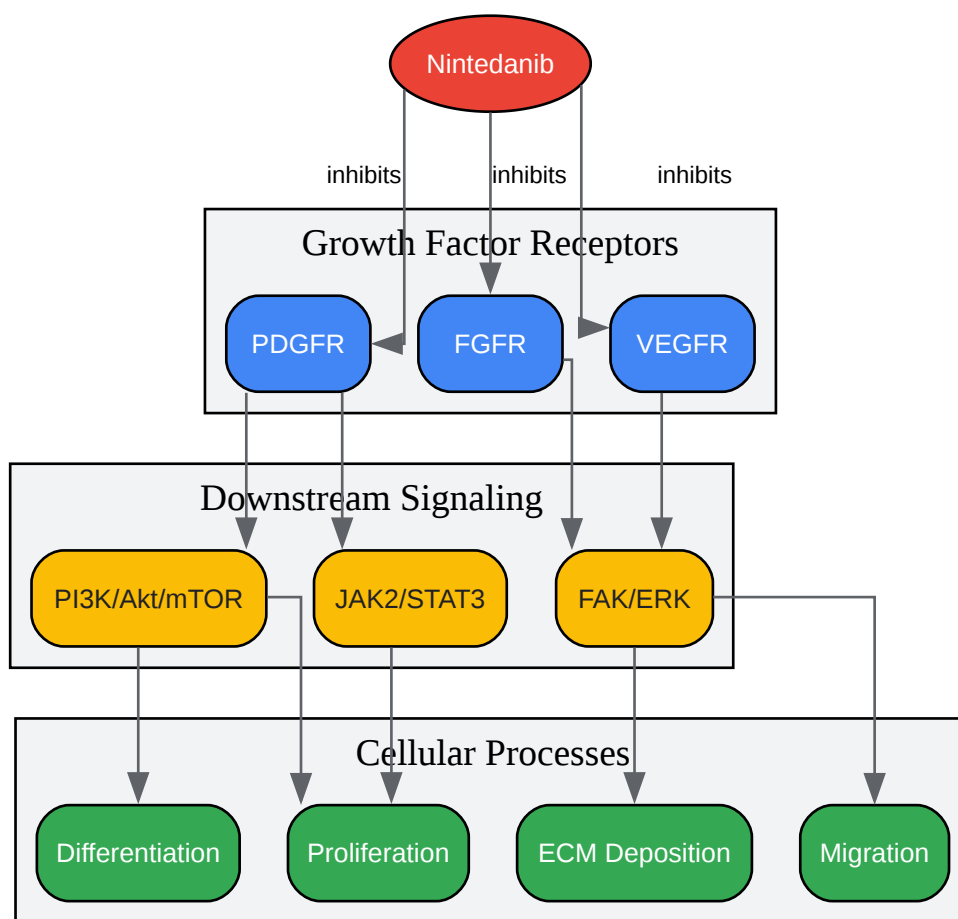 Nintedanib
inhibits
inhibits
inhibits
Growth Factor Receptors
PDGFR
FGFR
VEGFR
Downstream Signaling
PI3K/Akt/mTOR
JAK2/STAT3
FAK/ERK
Cellular Processes
Differentiation
Proliferation
ECM Deposition
Migration